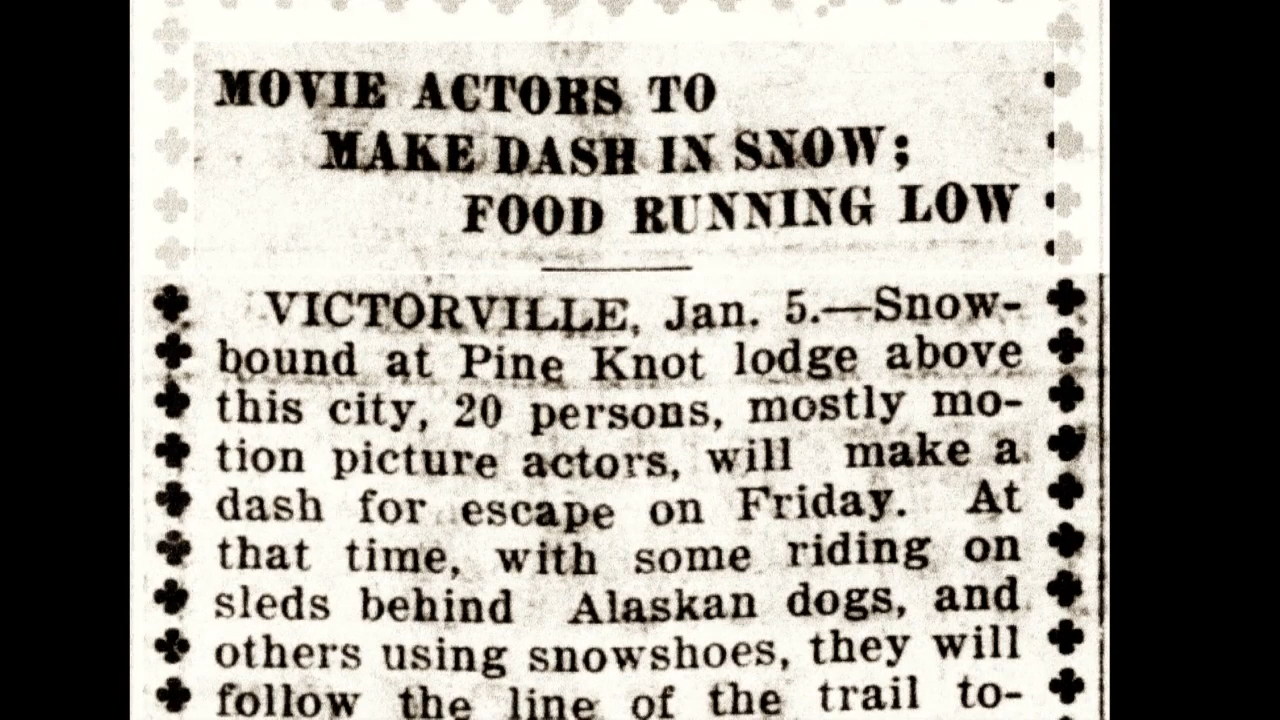 MOVIE ACTORS TO
MAKE DASH IN SNOW;
FOOD RUNNING LOW
VICTORVILLE, Jan. 5.—Snow-
bound at Pine Knot lodge above
this city, 20 persons, mostly mo-
tion picture actors, will make a
dash for escape on Friday. At
that time, with some riding on
sleds behind Alaskan dogs, and
others using snowshoes, they will
follow the line of the trail to-